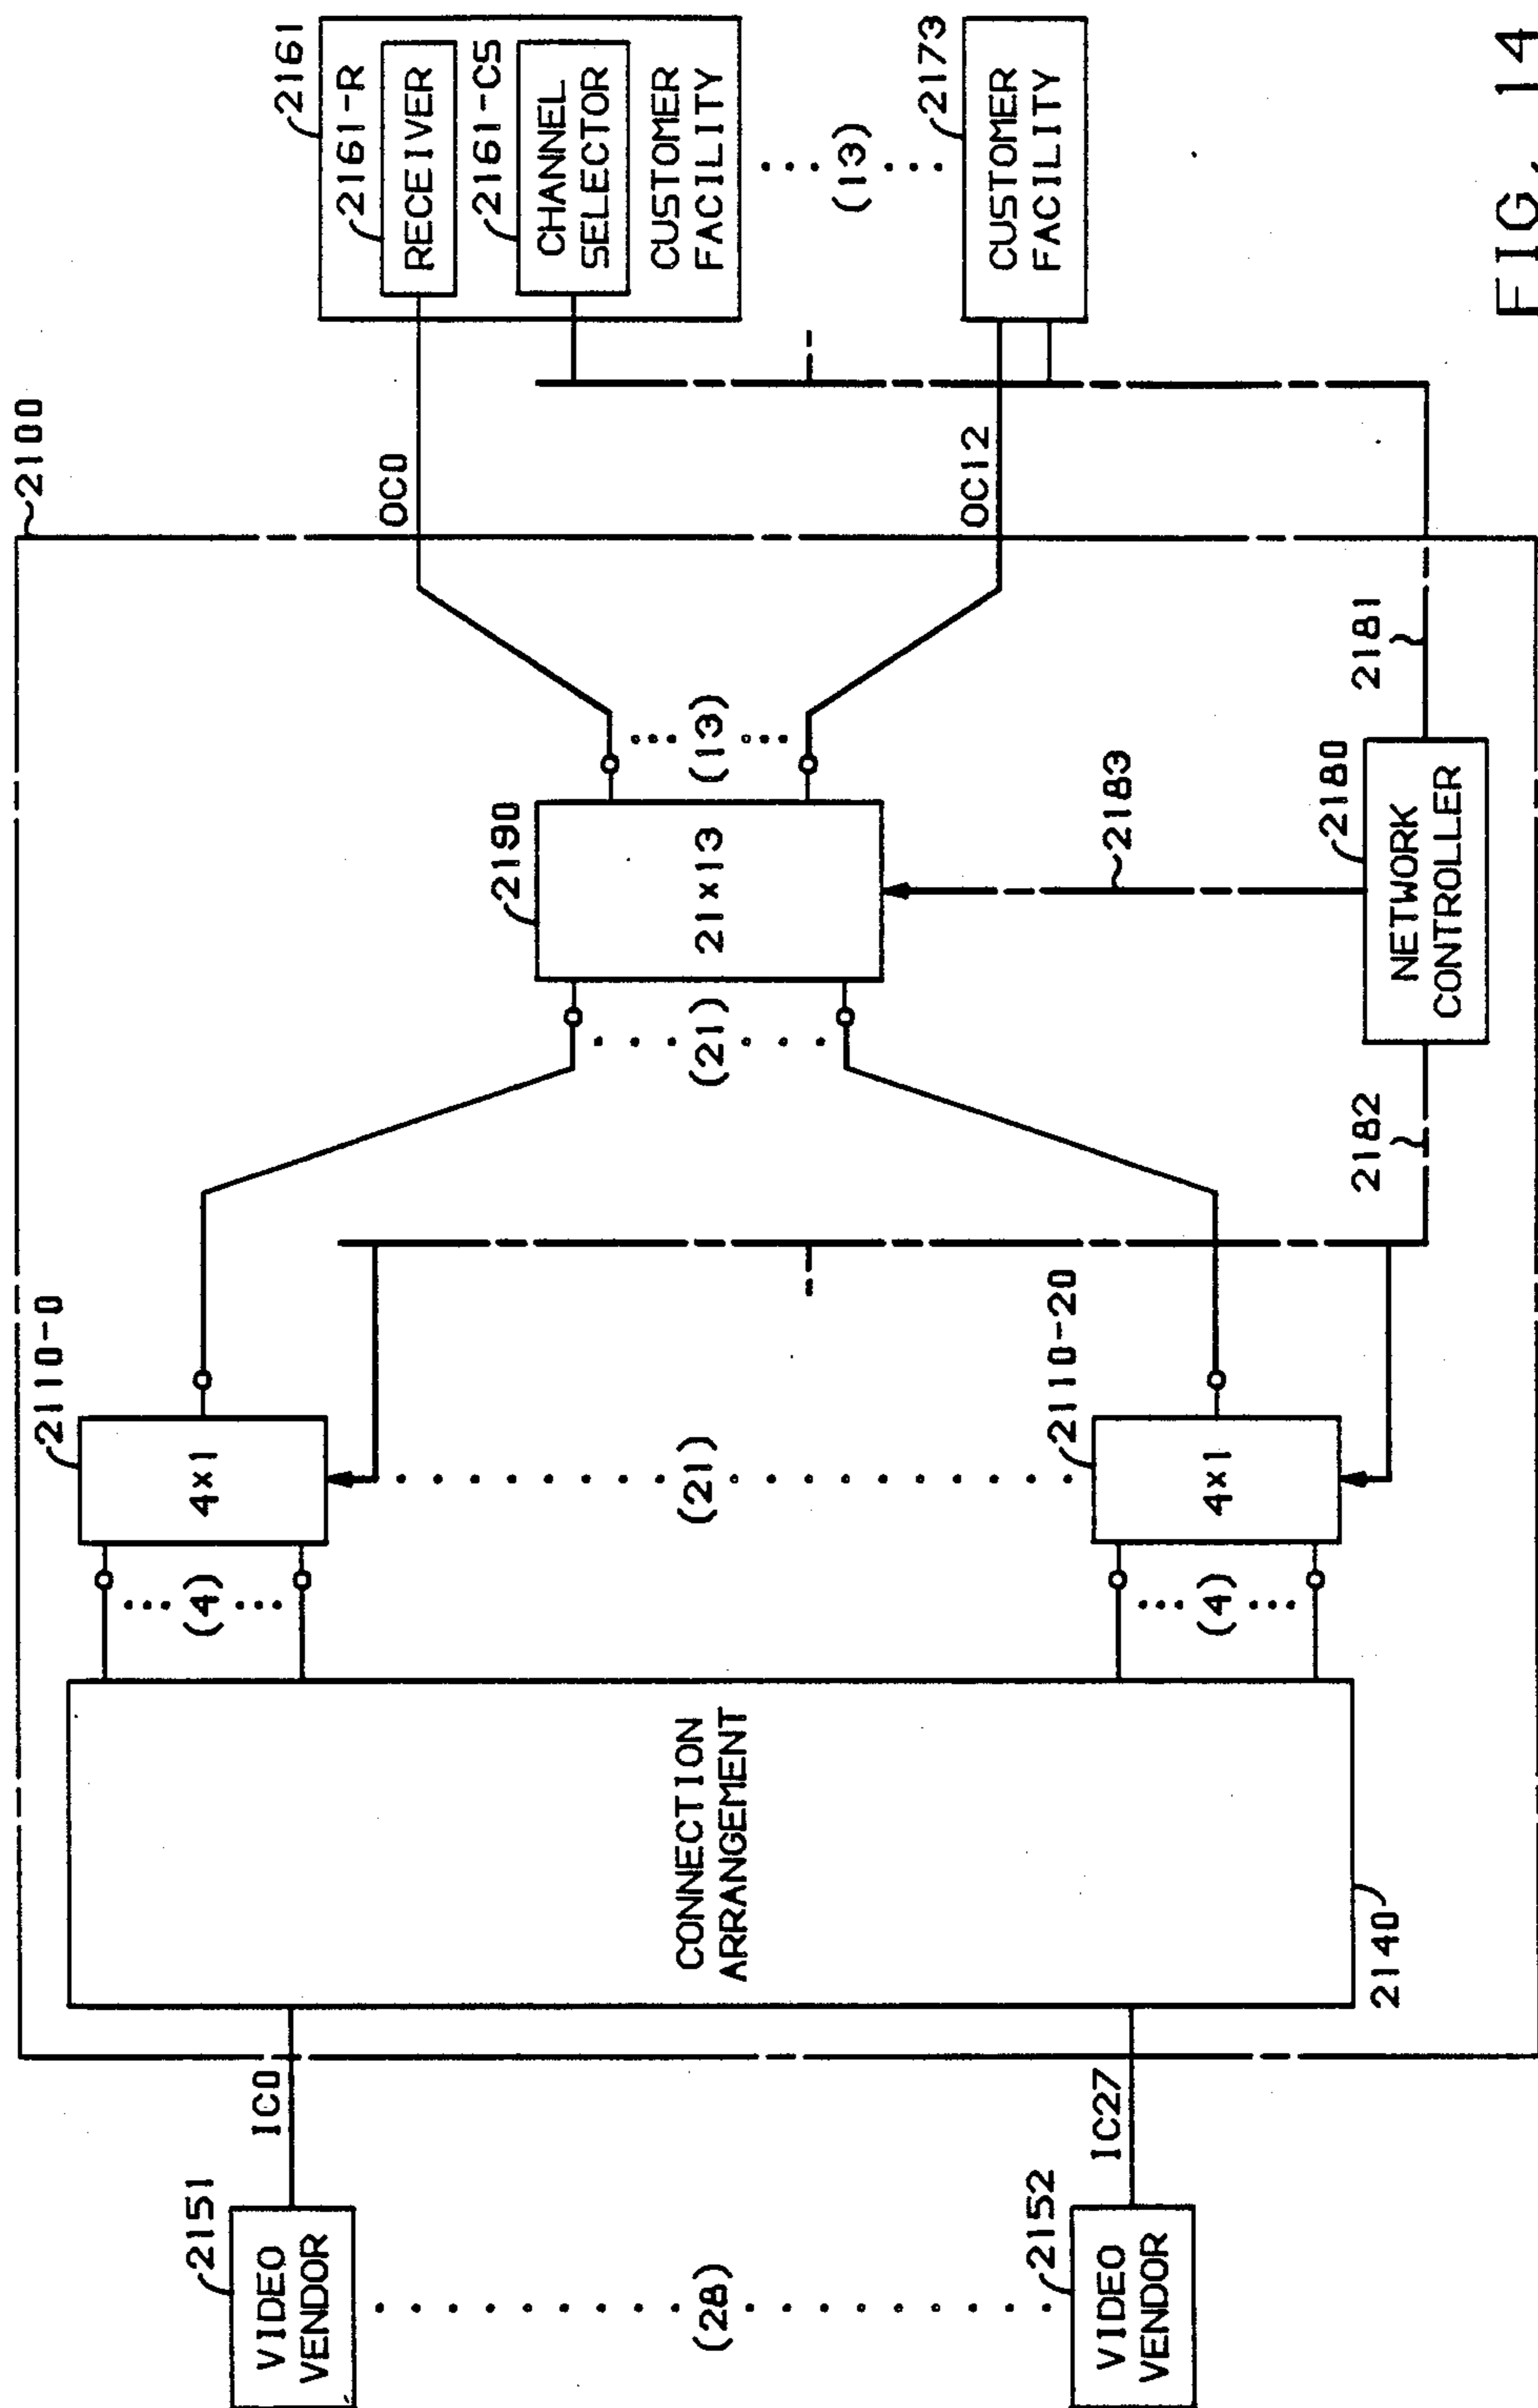 2100
2151
VIDEO
VENDOR
IC0
(28)
2152
VIDEO
VENDOR
IC27
CONNECTION
ARRANGEMENT
2140
(4)
2110-0
4×1
(21)
(4)
2110-20
4×1
2182
(21)
2190
21×13
(13)
2183
2180
NETWORK
CONTROLLER
2181
OC0
OC12
2161
2161-R
RECEIVER
2161-CS
CHANNEL
SELECTOR
CUSTOMER
FACILITY
(13)
2173
CUSTOMER
FACILITY
FIG. 14